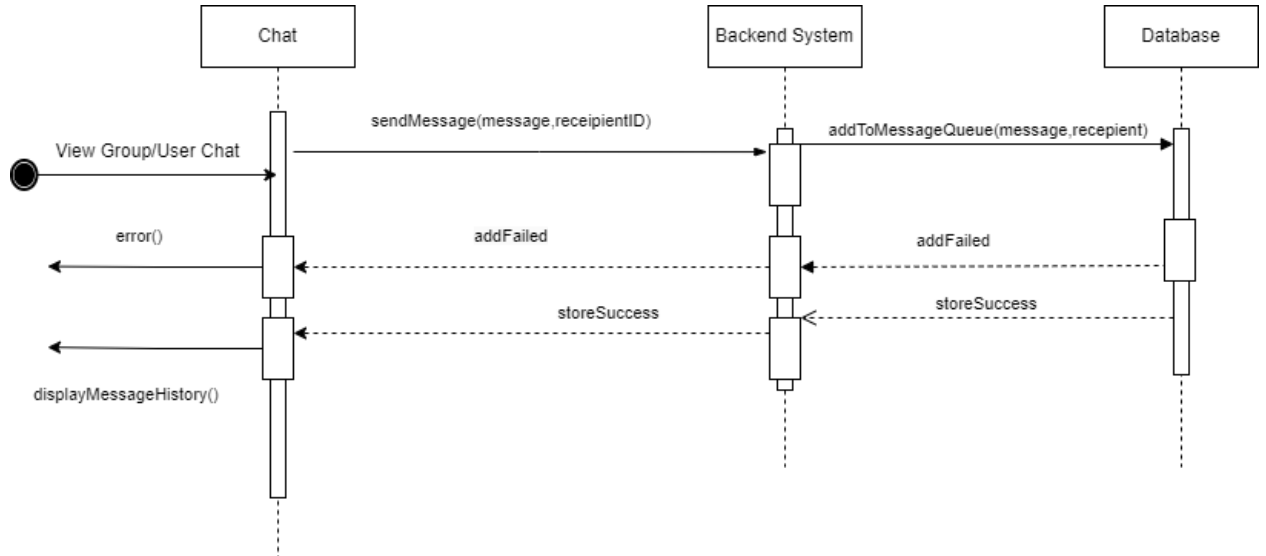 Chat
Backend System
Database
sendMessage(message,receipientID)
addToMessageQueue(message,recepient)
View Group/User Chat
error()
addFailed
addFailed
storeSuccess
storeSuccess
displayMessageHistory()